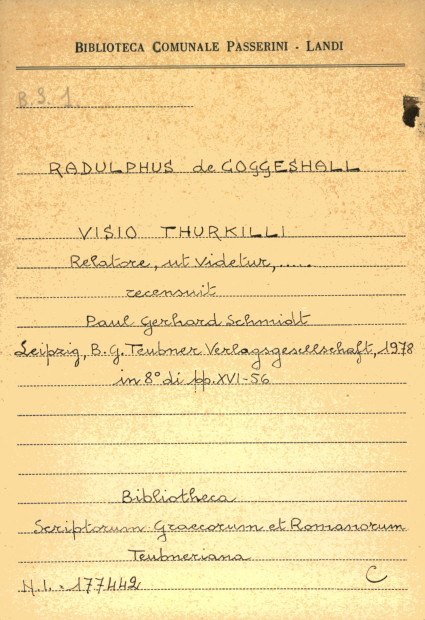 BIBLIOTECA COMUNALE PASSERINI - LANDI
B.S. 1.
RADULPHUS de COGGESHALL
VISIO THURKILLI
Relatore, ut Videtur,.....
recensuit
Paul Gerhard Schmidt
Leipzig, B.G. Teubner Verlagsgesellschaft, 1978
in 8° di pp. XVI-56
Bibliotheca
Scriptorum Graecorum et Romanorum
Teubneriana
N.I. = 177442
C